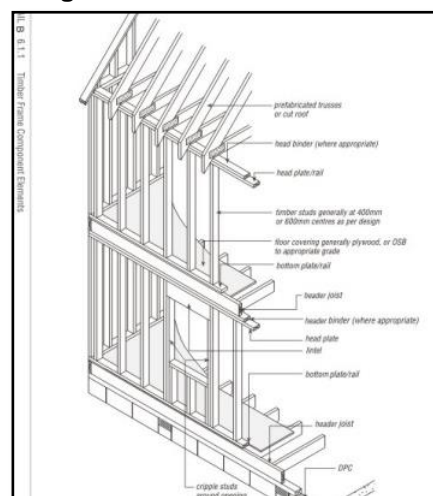 B 6.1.1 Timber Frame Component Elements
prefabricated trusses
or cut roof
head binder (where appropriate)
head plate/rail
timber studs generally at 400mm
or 600mm centres as per design
floor covering generally plywood, or OSB
to appropriate grade
bottom plate/rail
header joist
header binder (where appropriate)
head plate
lintel
bottom plate/rail
header joist
DPC
cripple studs
around opening